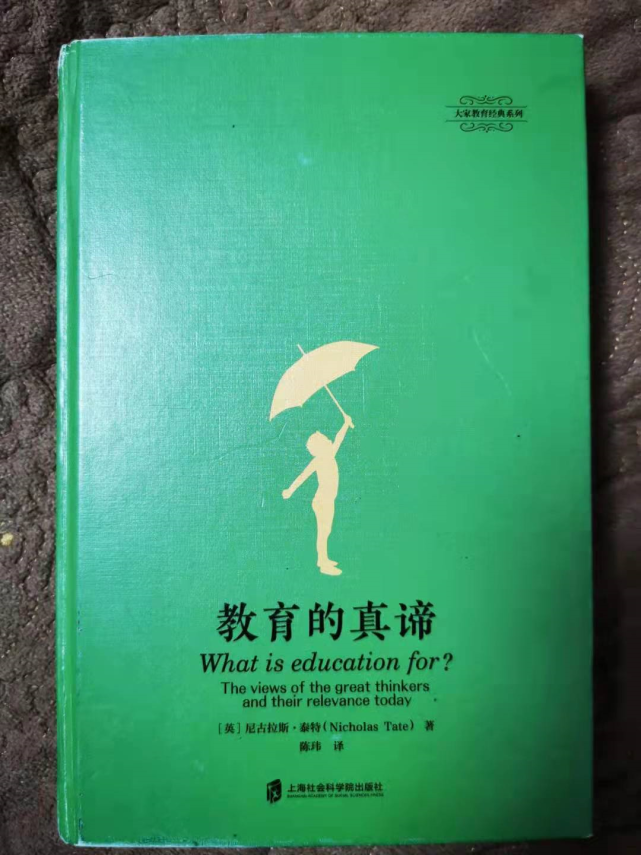 大家教育经典系列
教育的真谛
What is education for?
The views of the great thinkers
and their relevance today
[英]尼古拉斯·泰特(Nicholas Tate) 著
陈玮 译
上海社会科学院出版社